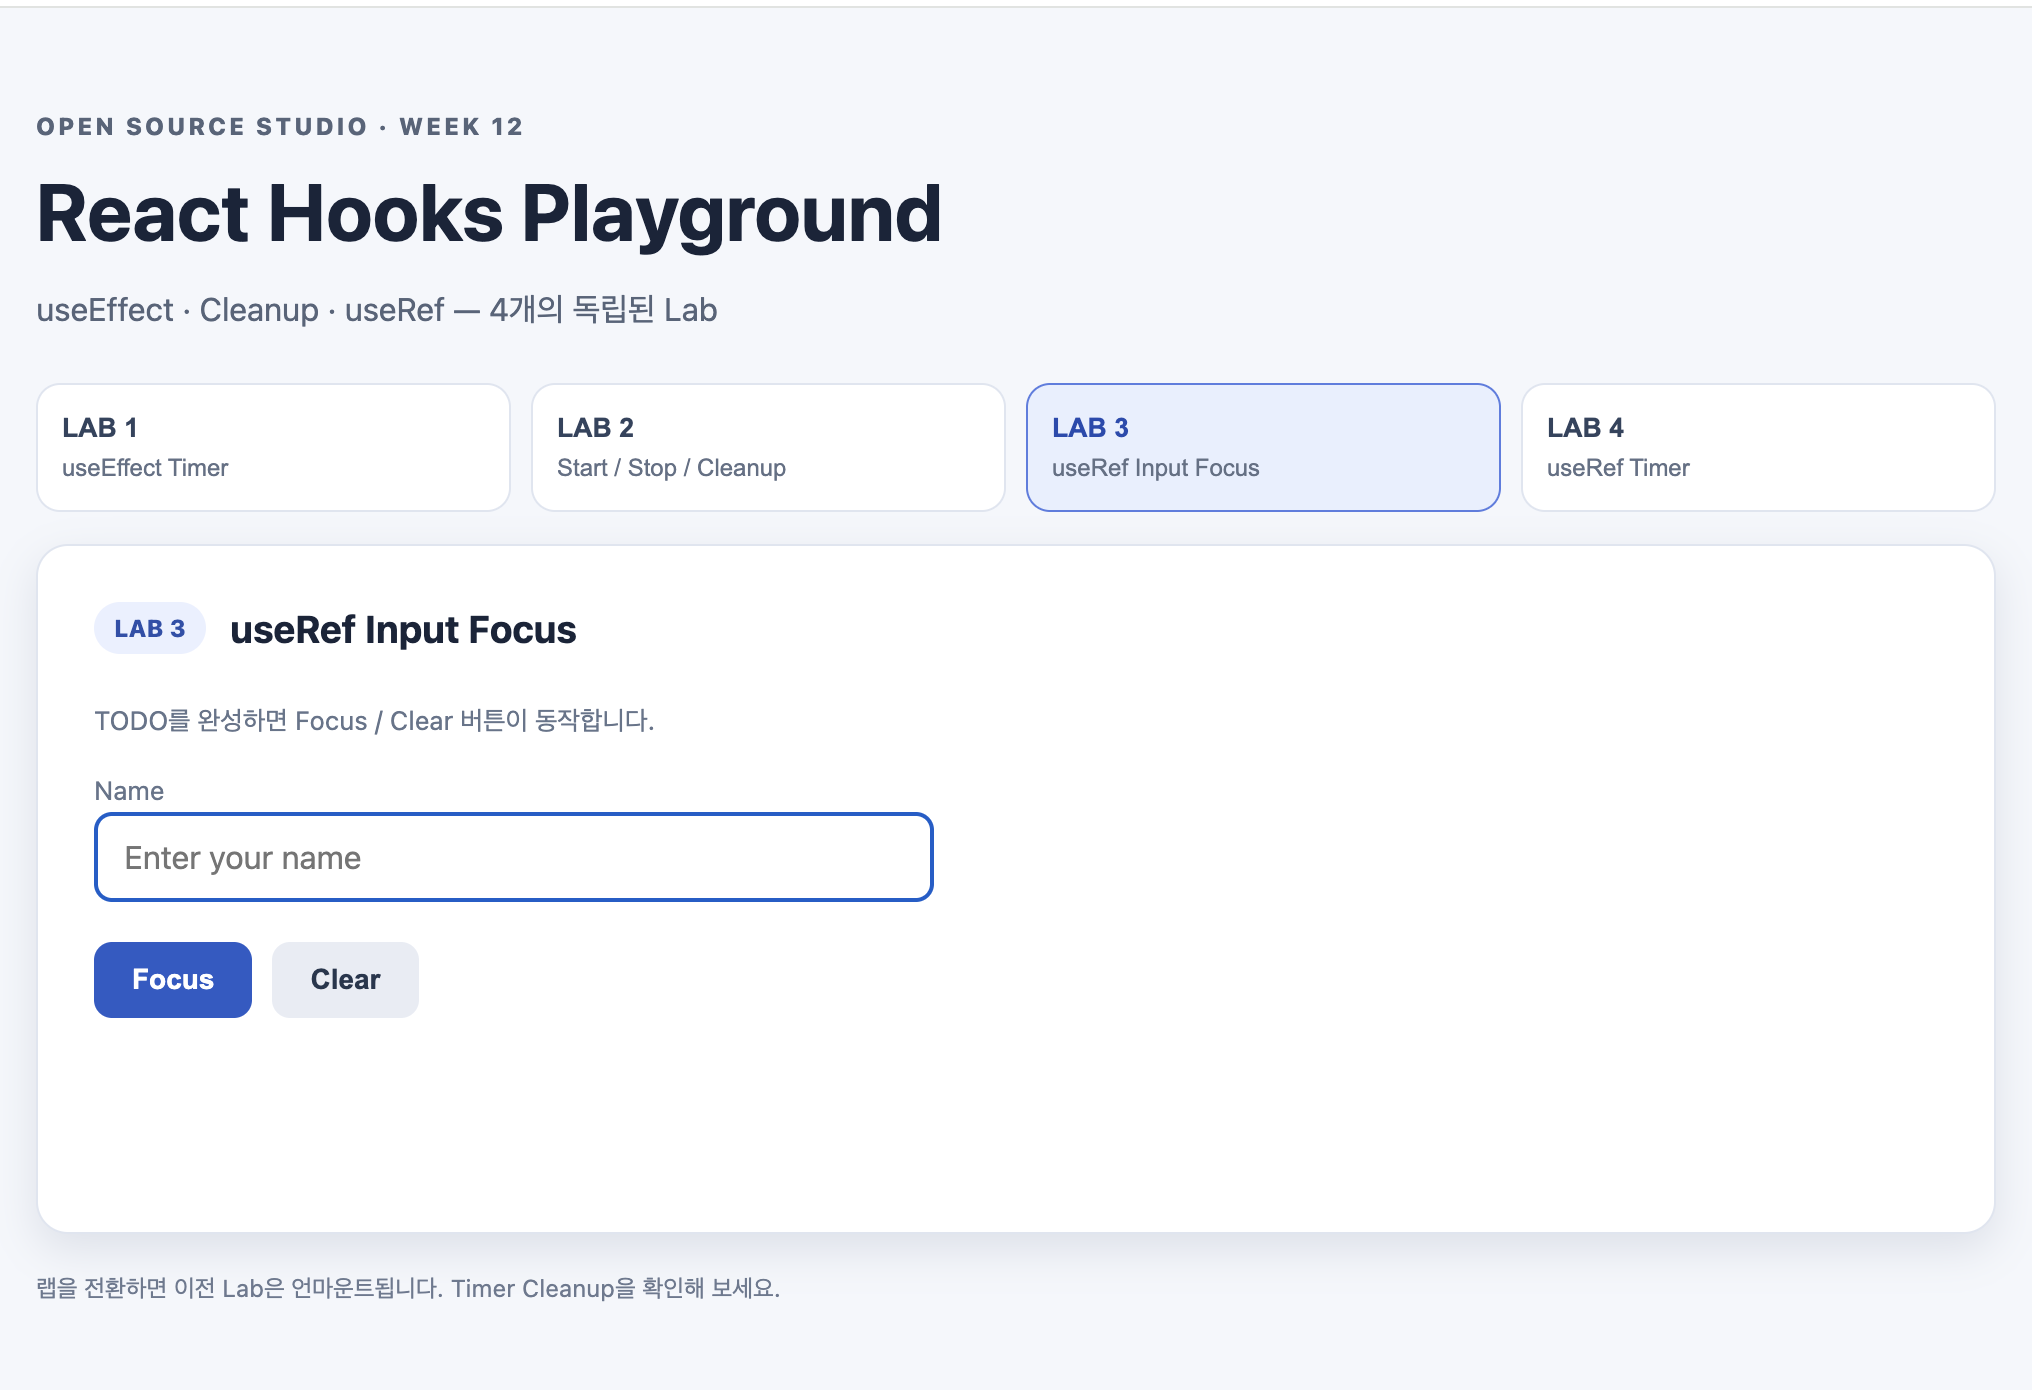 OPEN SOURCE STUDIO · WEEK 12
React Hooks Playground
useEffect · Cleanup · useRef — 4개의 독립된 Lab
LAB 1
useEffect Timer
LAB 2
Start / Stop / Cleanup
LAB 3
useRef Input Focus
LAB 4
useRef Timer
LAB 3 useRef Input Focus
TODO를 완성하면 Focus / Clear 버튼이 동작합니다.
Name
Enter your name
Focus Clear
랩을 전환하면 이전 Lab은 언마운트됩니다. Timer Cleanup을 확인해 보세요.